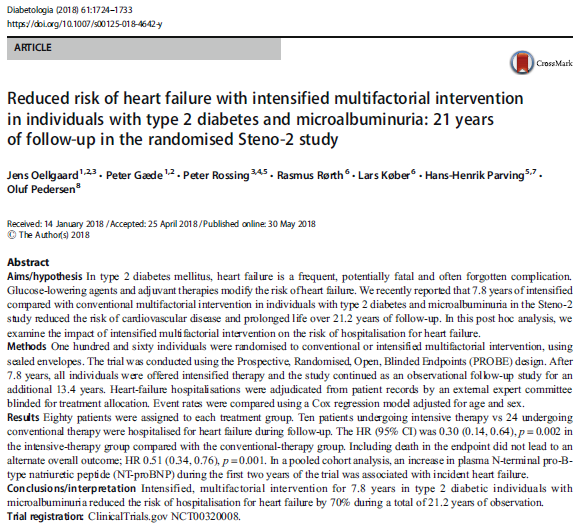 Diabetologia (2018) 61:1724–1733
https://doi.org/10.1007/s00125-018-4642-y
ARTICLE
CrossMark
Reduced risk of heart failure with intensified multifactorial intervention
in individuals with type 2 diabetes and microalbuminuria: 21 years
of follow-up in the randomised Steno-2 study
Jens Oellgaard1,2,3 • Peter Gæde1,2 • Peter Rossing3,4,5 • Rasmus Rørth6 • Lars Køber6 • Hans-Henrik Parving5,7 •
Oluf Pedersen8
Received: 14 January 2018 / Accepted: 25 April 2018 / Published online: 30 May 2018
© The Author(s) 2018
Abstract
Aims/hypothesis In type 2 diabetes mellitus, heart failure is a frequent, potentially fatal and often forgotten complication.
Glucose-lowering agents and adjuvant therapies modify the risk of heart failure. We recently reported that 7.8 years of intensified
compared with conventional multifactorial intervention in individuals with type 2 diabetes and microalbuminuria in the Steno-
2 study reduced the risk of cardiovascular disease and prolonged life over 21.2 years of follow-up. In this post hoc analysis, we
examine the impact of intensified multifactorial intervention on the risk of hospitalisation for heart failure.
Methods One hundred and sixty individuals were randomised to conventional or intensified multifactorial intervention, using
sealed envelopes. The trial was conducted using the Prospective, Randomised, Open, Blinded Endpoints (PROBE) design. After
7.8 years, all individuals were offered intensified therapy and the study continued as an observational follow-up study for an
additional 13.4 years. Heart-failure hospitalisations were adjudicated from patient records by an external expert committee
blinded for treatment allocation. Event rates were compared using a Cox regression model adjusted for age and sex.
Results Eighty patients were assigned to each treatment group. Ten patients undergoing intensive therapy vs 24 undergoing
conventional therapy were hospitalised for heart failure during follow-up. The HR (95% CI) was 0.30 (0.14, 0.64), p = 0.002 in
the intensive-therapy group compared with the conventional-therapy group. Including death in the endpoint did not lead to an
alternate overall outcome; HR 0.51 (0.34, 0.76), p = 0.001. In a pooled cohort analysis, an increase in plasma N-terminal pro-B-
type natriuretic peptide (NT-proBNP) during the first two years of the trial was associated with incident heart failure.
Conclusions/interpretation Intensified, multifactorial intervention for 7.8 years in type 2 diabetic individuals with
microalbuminuria reduced the risk of hospitalisation for heart failure by 70% during a total of 21.2 years of observation.
Trial registration: ClinicalTrials.gov NCT00320008.